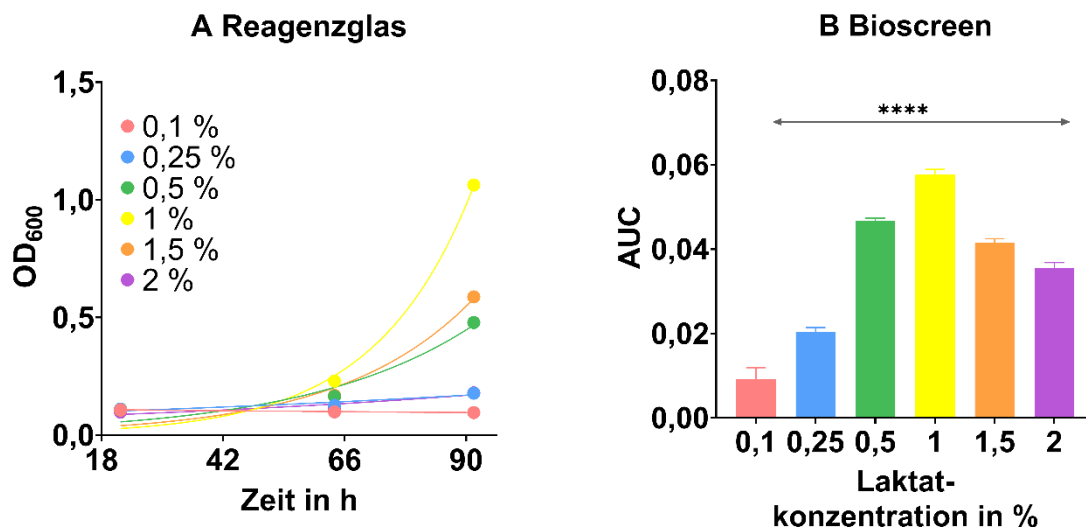 A Reagenzglas
1,5
1,0
0,5
0,0
OD600
0,1 %
0,25 %
0,5 %
1 %
1,5 %
2 %
18 42 66 90
Zeit in h
B Bioscreen
0,08
0,06
0,04
0,02
0,00
AUC
****
0,1 0,25 0,5 1 1,5 2
Laktat-
konzentration in %